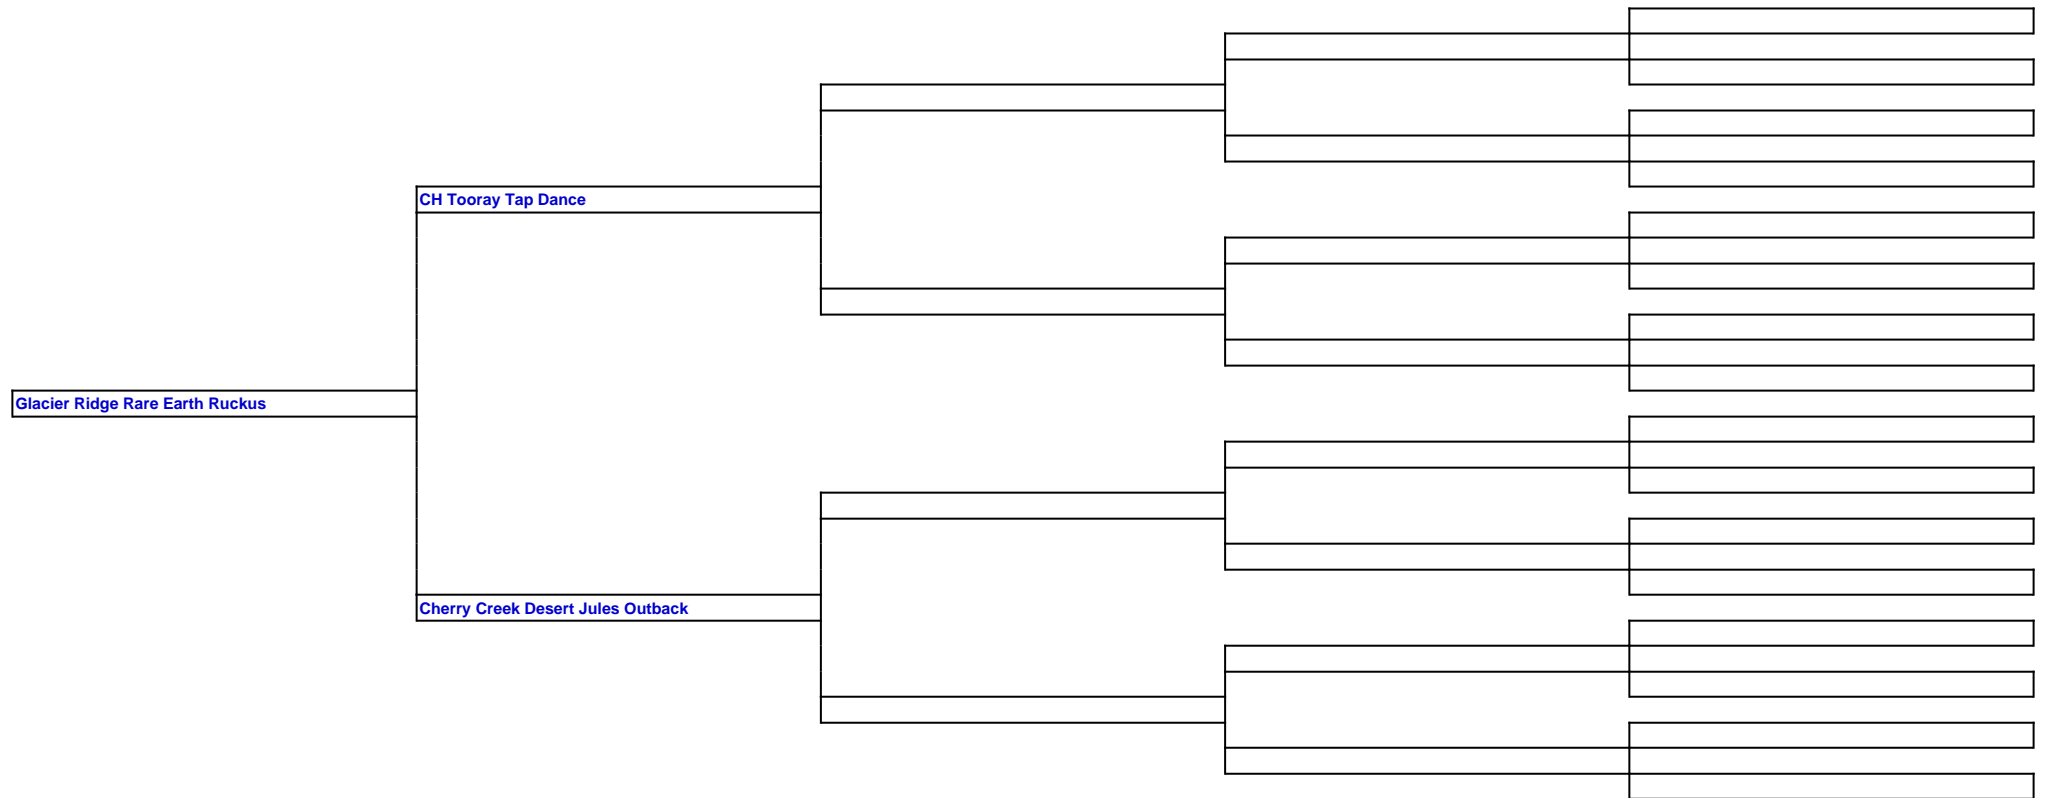 CH Tooray Tap Dance
Glacier Ridge Rare Earth Ruckus
Cherry Creek Desert Jules Outback